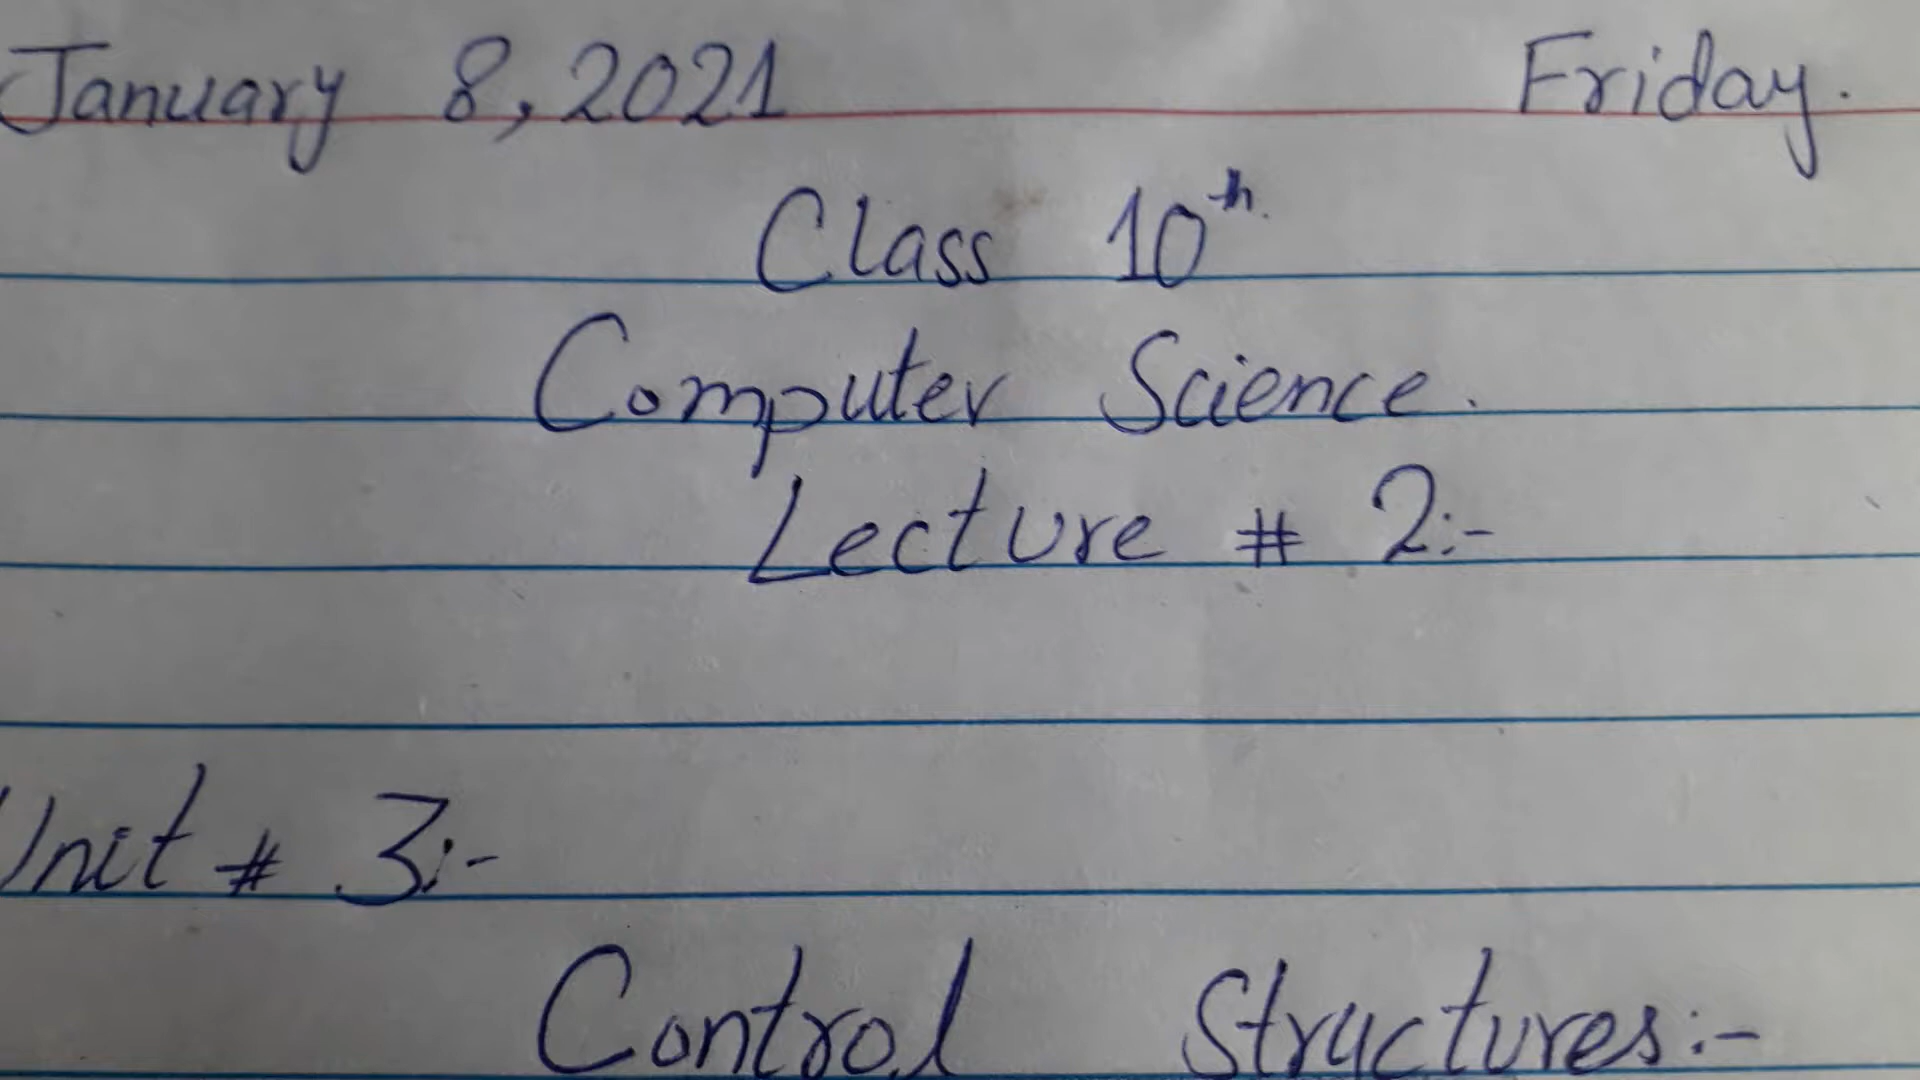 January 8, 2021 Friday.
Class 10th.
Computer Science.
Lecture # 2:-
Unit # 3:-
Control Structures:-